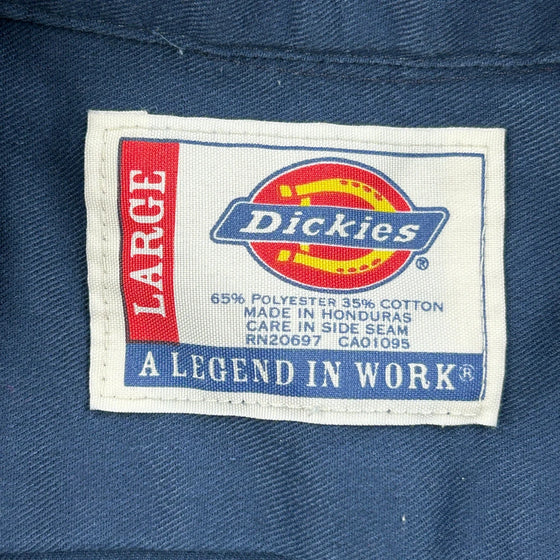 LARGE
Dickies®
65% POLYESTER 35% COTTON
MADE IN HONDURAS
CARE IN SIDE SEAM
RN20697 CA01095
A LEGEND IN WORK®